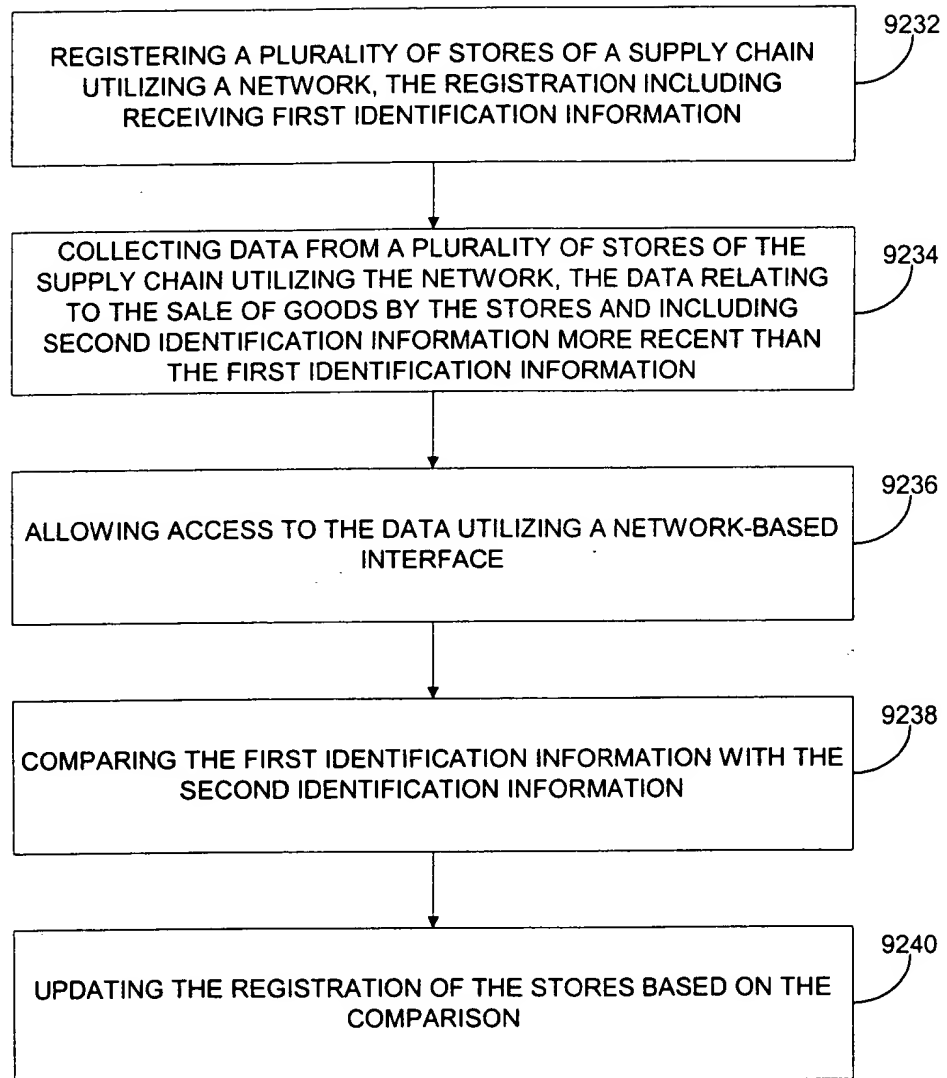 9232
REGISTERING A PLURALITY OF STORES OF A SUPPLY CHAIN
UTILIZING A NETWORK, THE REGISTRATION INCLUDING
RECEIVING FIRST IDENTIFICATION INFORMATION
9234
COLLECTING DATA FROM A PLURALITY OF STORES OF THE
SUPPLY CHAIN UTILIZING THE NETWORK, THE DATA RELATING
TO THE SALE OF GOODS BY THE STORES AND INCLUDING
SECOND IDENTIFICATION INFORMATION MORE RECENT THAN
THE FIRST IDENTIFICATION INFORMATION
9236
ALLOWING ACCESS TO THE DATA UTILIZING A NETWORK-BASED
INTERFACE
9238
COMPARING THE FIRST IDENTIFICATION INFORMATION WITH THE
SECOND IDENTIFICATION INFORMATION
9240
UPDATING THE REGISTRATION OF THE STORES BASED ON THE
COMPARISON